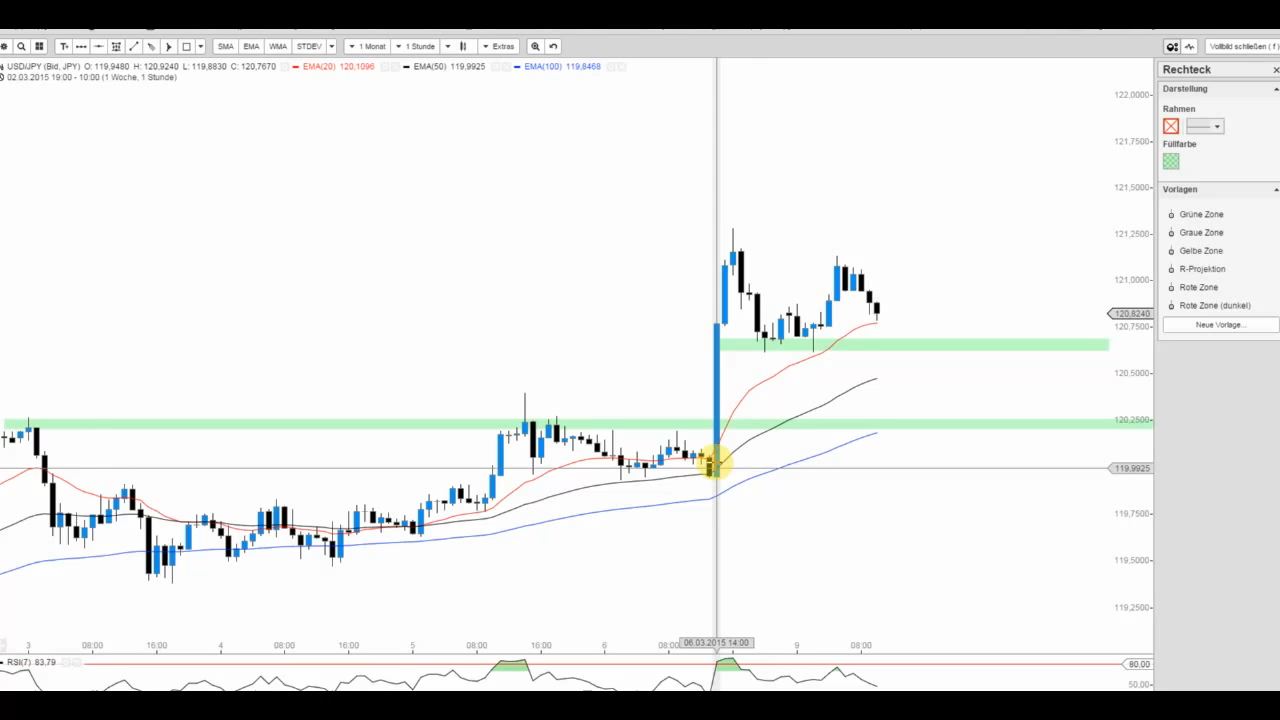 T
SMA
EMA
WMA
STDEV
1 Monat
1 Stunde
Extras
Vollbild schließen ( f )
USD/JPY (Bid, JPY) O: 119,9480 H: 120,9240 L: 119,8830 C: 120,7670
EMA(20) 120,1096
EMA(50) 119,9925
EMA(100) 119,8468
02.03.2015 19:00 - 10:00 (1 Woche, 1 Stunde)
Rechteck
Darstellung
Rahmen
Füllfarbe
Vorlagen
Grüne Zone
Graue Zone
Gelbe Zone
R-Projektion
Rote Zone
Rote Zone (dunkel)
Neue Vorlage...
122,0000
121,7500
121,5000
121,2500
121,0000
120,8240
120,7500
120,5000
120,2500
119,9925
119,7500
119,5000
119,2500
3
08:00
16:00
4
08:00
16:00
5
08:00
16:00
6
08:00
06.03.2015 14:00
9
08:00
RSI(7) 83.79
80.00
50.00